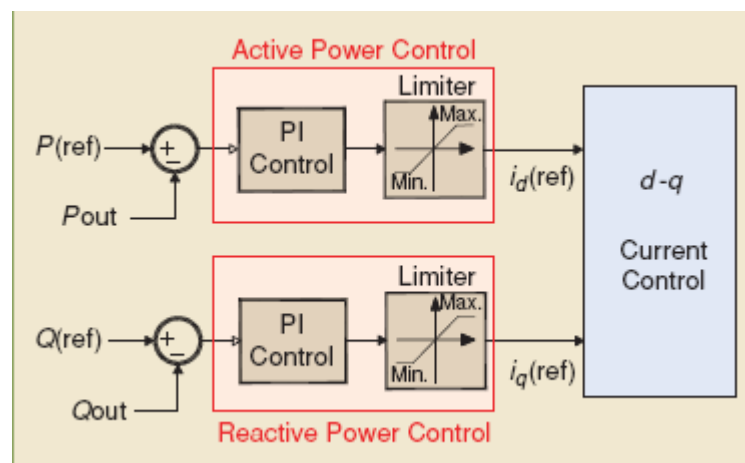 Active Power Control
Limiter
PI
Control
Max.
Min.
P(ref)
+
−
Pout
id(ref)
d-q
Current
Control
Limiter
PI
Control
Max.
Min.
Q(ref)
+
−
Qout
iq(ref)
Reactive Power Control